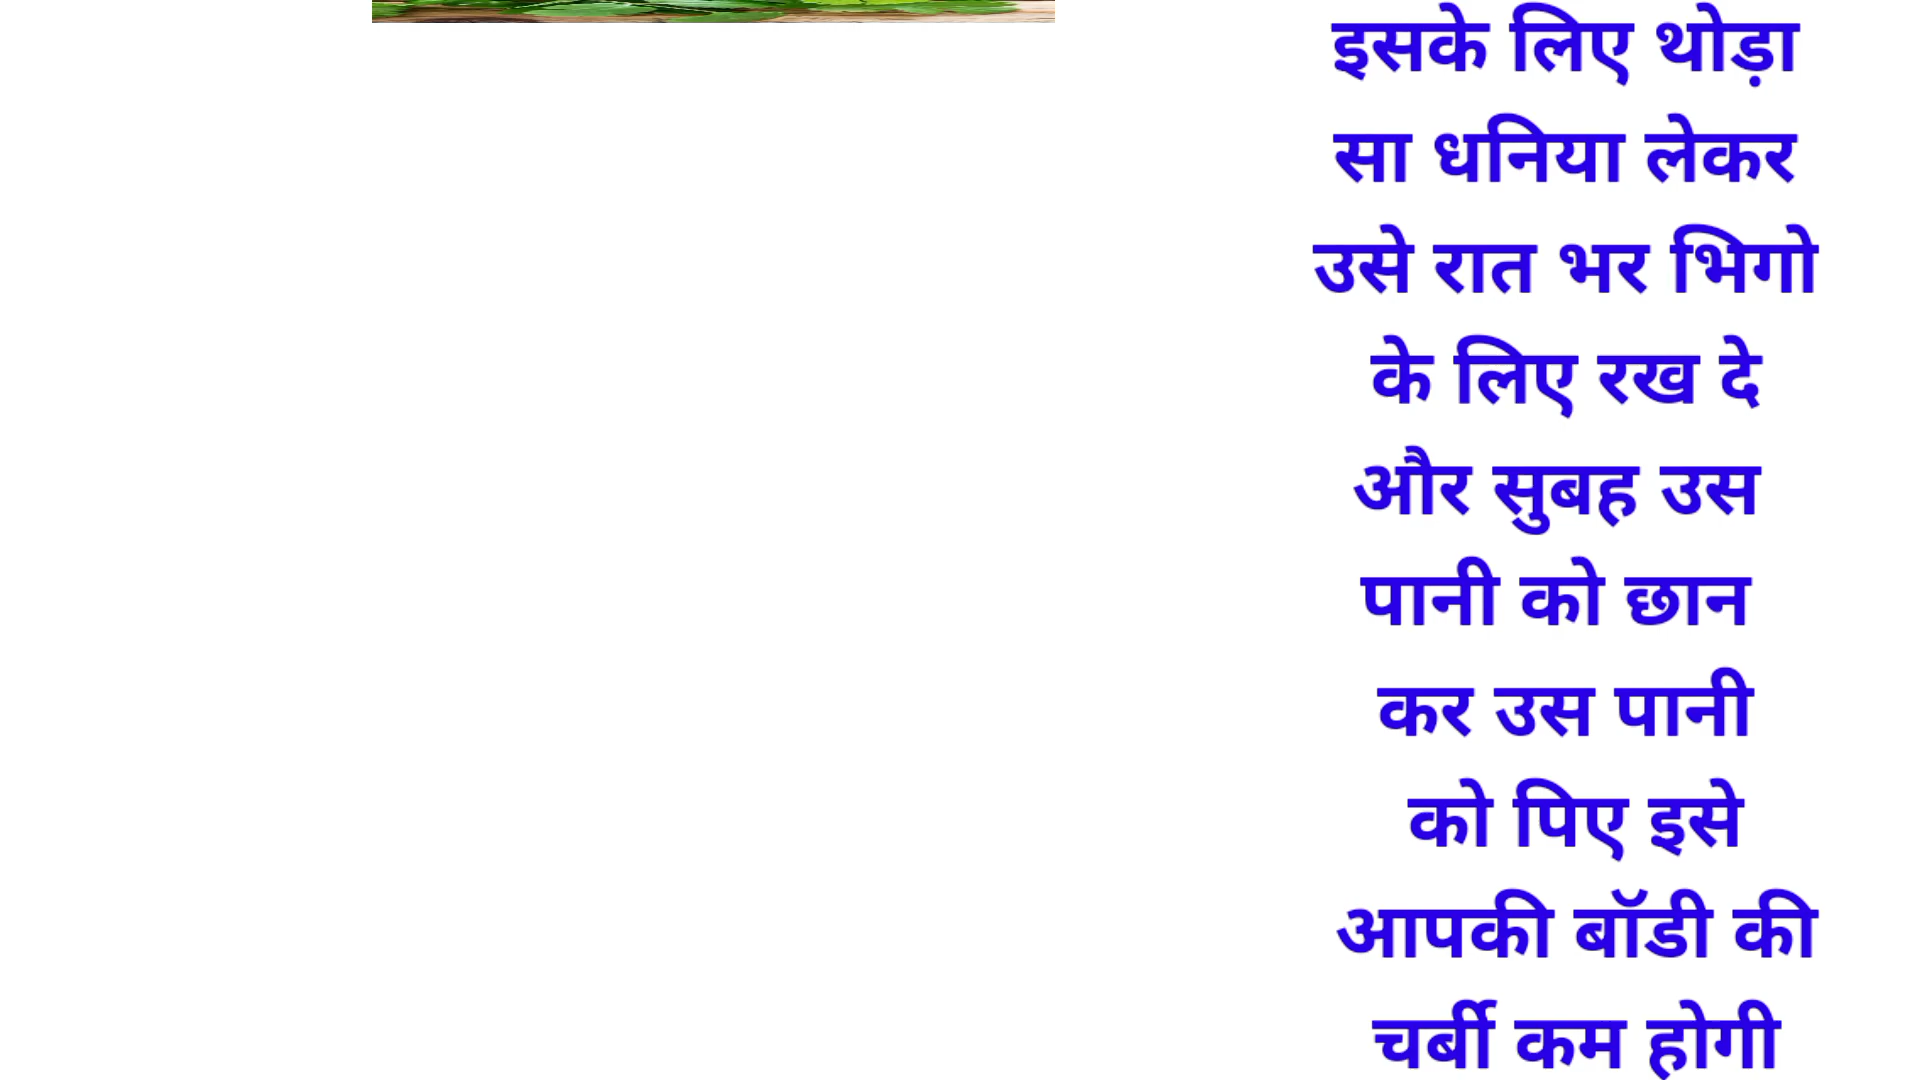 इसके लिए थोड़ा
सा धनिया लेकर
उसे रात भर भिगो
के लिए रख दे
और सुबह उस
पानी को छान
कर उस पानी
को पिए इसे
आपकी बॉडी की
चर्बी कम होगी